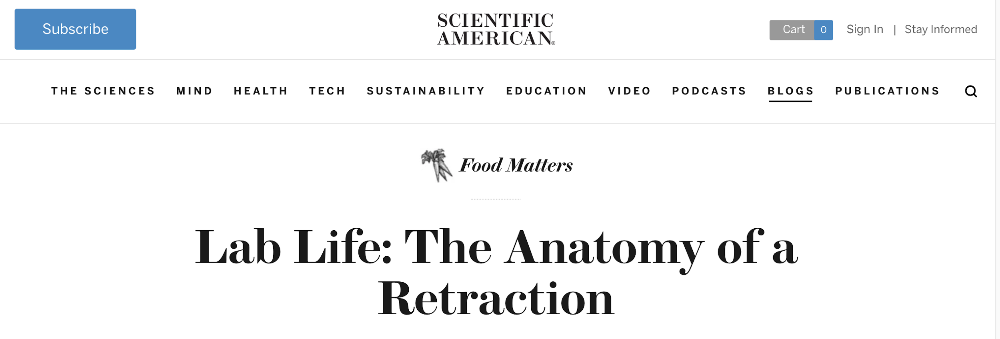 Subscribe
SCIENTIFIC
AMERICAN®
Cart 0 Sign In | Stay Informed
THE SCIENCES MIND HEALTH TECH SUSTAINABILITY EDUCATION VIDEO PODCASTS BLOGS PUBLICATIONS
Food Matters
Lab Life: The Anatomy of a
Retraction